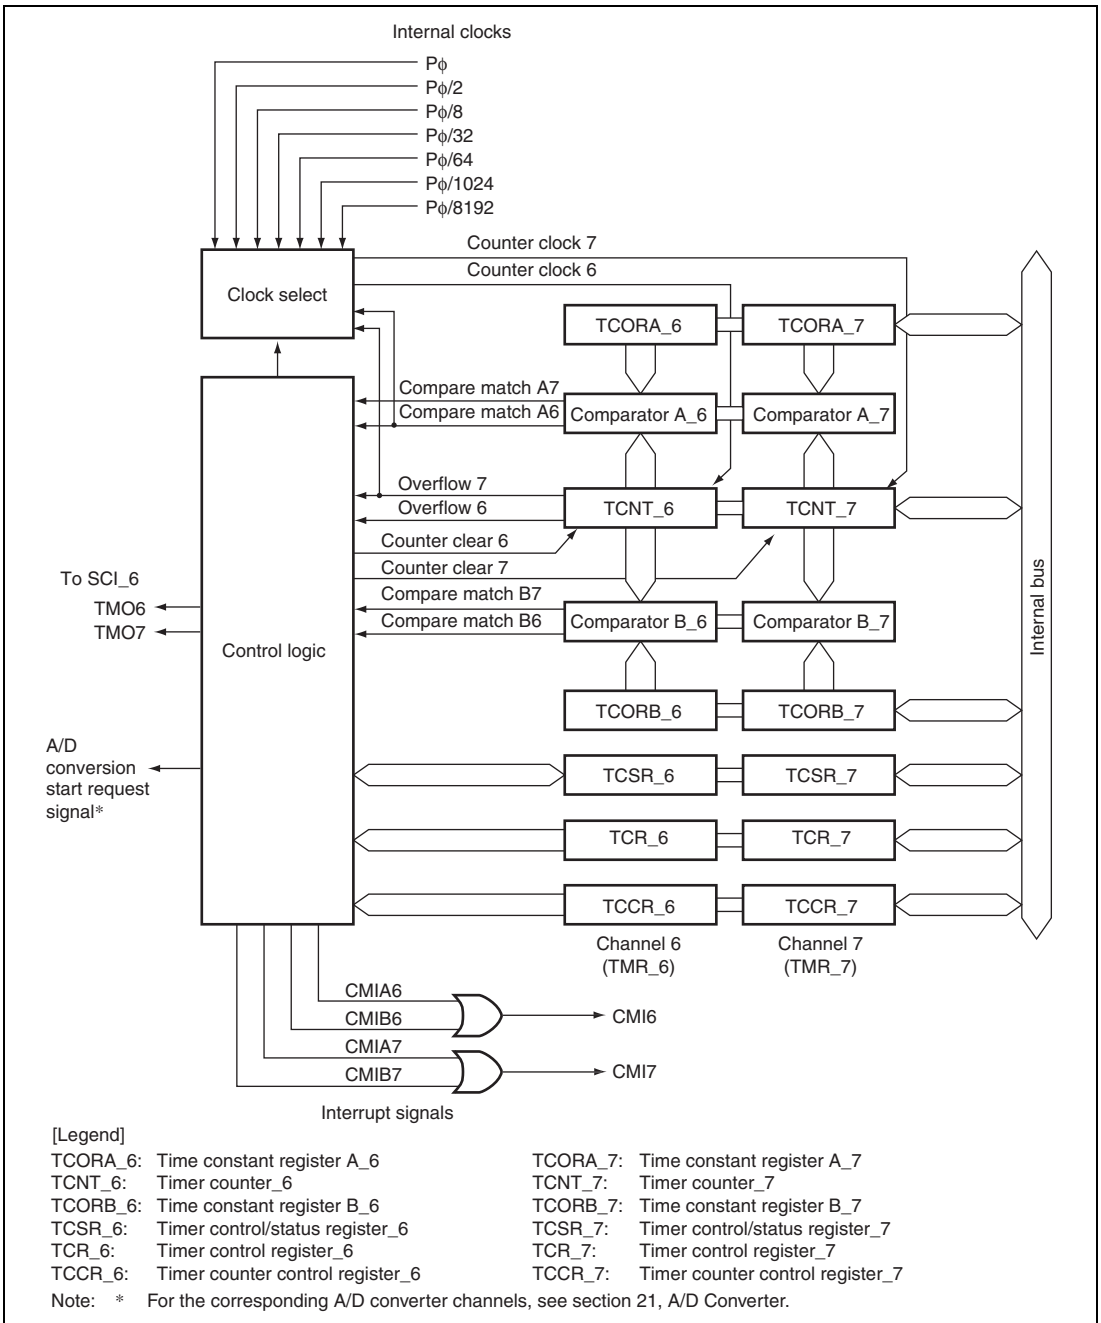 Internal clocks
Pϕ
Pϕ/2
Pϕ/8
Pϕ/32
Pϕ/64
Pϕ/1024
Pϕ/8192
Counter clock 7
Counter clock 6
Clock select
TCORA_6
TCORA_7
Compare match A7
Compare match A6
Comparator A_6
Comparator A_7
Overflow 7
Overflow 6
TCNT_6
TCNT_7
Counter clear 6
Counter clear 7
To SCI_6
TMO6
TMO7
Compare match B7
Compare match B6
Comparator B_6
Comparator B_7
Control logic
Internal bus
TCORB_6
TCORB_7
A/D
conversion
start request
signal*
TCSR_6
TCSR_7
TCR_6
TCR_7
TCCR_6
TCCR_7
Channel 6
(TMR_6)
Channel 7
(TMR_7)
CMIA6
CMIB6
CMI6
CMIA7
CMIB7
CMI7
Interrupt signals
[Legend]
TCORA_6: Time constant register A_6
TCORA_7: Time constant register A_7
TCNT_6: Timer counter_6
TCNT_7: Timer counter_7
TCORB_6: Time constant register B_6
TCORB_7: Time constant register B_7
TCSR_6: Timer control/status register_6
TCSR_7: Timer control/status register_7
TCR_6: Timer control register_6
TCR_7: Timer control register_7
TCCR_6: Timer counter control register_6
TCCR_7: Timer counter control register_7
Note: * For the corresponding A/D converter channels, see section 21, A/D Converter.